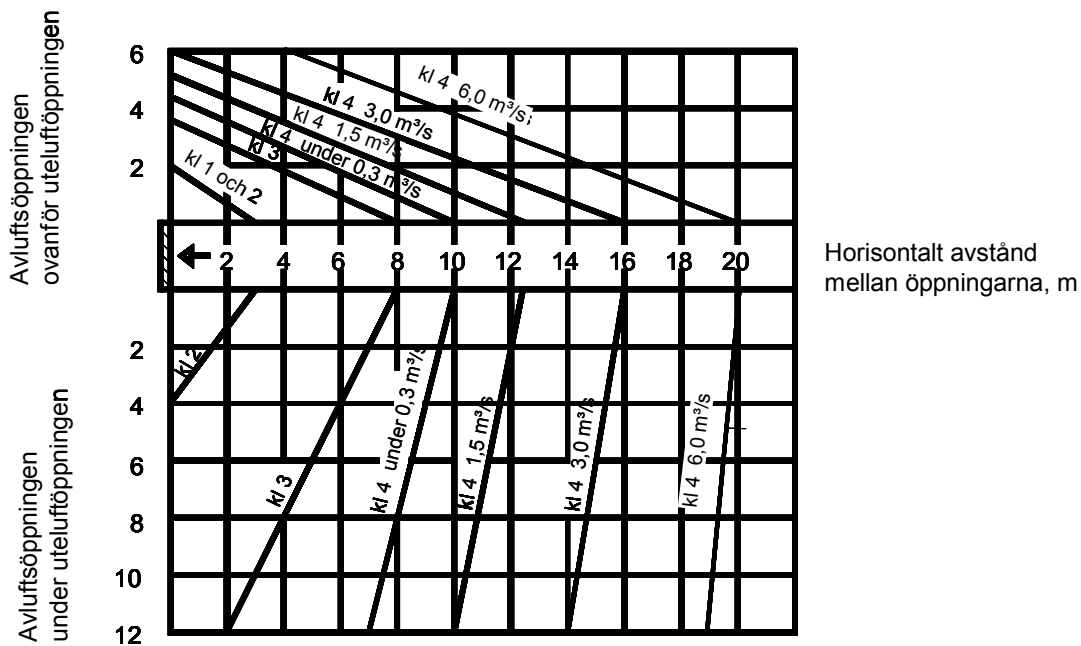 Avluftsöppningen
ovanför uteluftöppningen
6
4
2
kl 4 6,0 m³/s
kl 4 3,0 m³/s
kl 4 1,5 m³/s
kl 4 under 0,3 m³/s
kl 3
kl 1 och 2
2 4 6 8 10 12 14 16 18 20
Horisontalt avstånd
mellan öppningarna, m
Avluftsöppningen
under uteluftöppningen
2
4
6
8
10
12
kl 2
kl 3
kl 4 under 0,3 m³/s
kl 4 1,5 m³/s
kl 4 3,0 m³/s
kl 4 6,0 m³/s